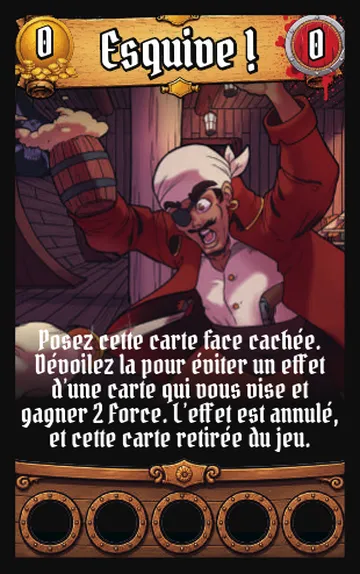 0
Esquive !
0
Posez cette carte face cachée.
Dévoilez la pour éviter un effet
d'une carte qui vous vise et
gagner 2 Force. L'effet est annulé,
et cette carte retirée du jeu.